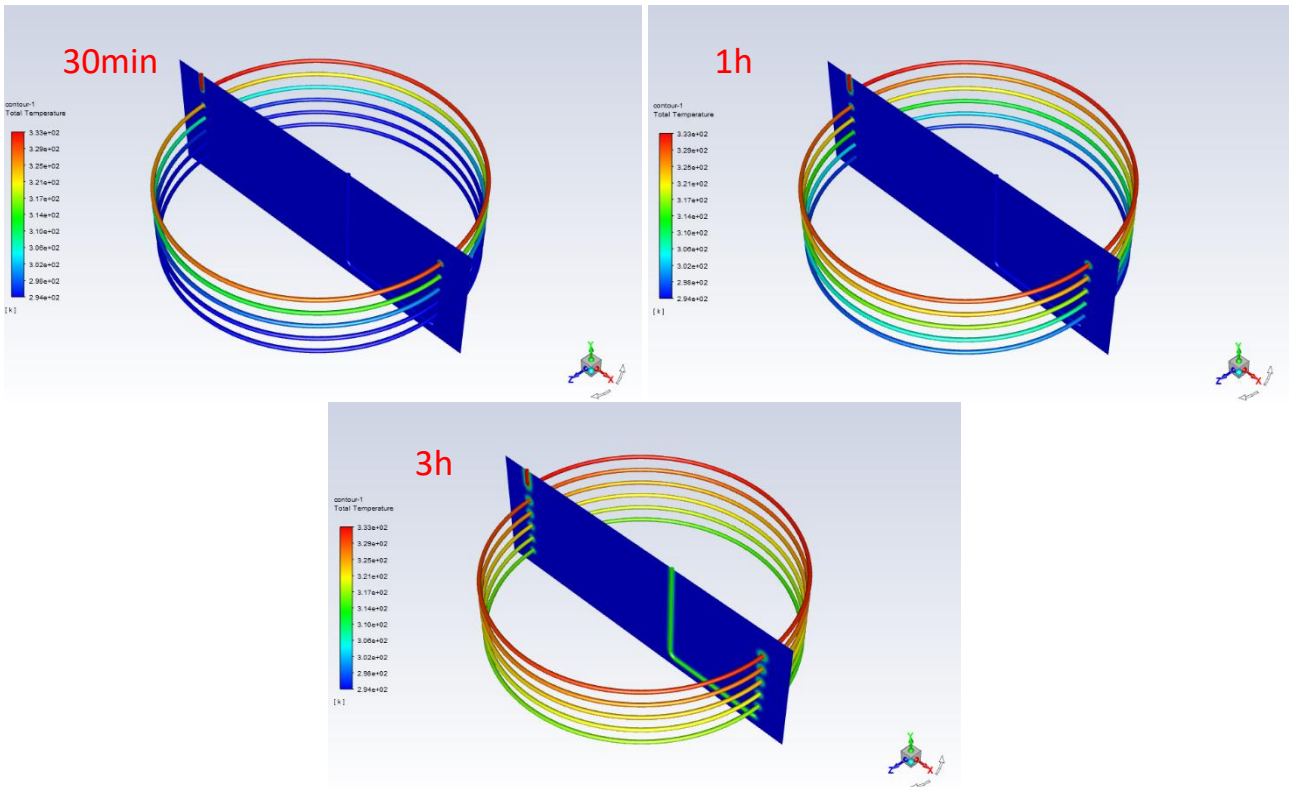 30min
contour-1
Total Temperature
3.33e+02
3.29e+02
3.25e+02
3.21e+02
3.17e+02
3.14e+02
3.10e+02
3.06e+02
3.02e+02
2.98e+02
2.94e+02
[ k ]
Y
Z
X
1h
contour-1
Total Temperature
3.33e+02
3.29e+02
3.25e+02
3.21e+02
3.17e+02
3.14e+02
3.10e+02
3.06e+02
3.02e+02
2.98e+02
2.94e+02
[ k ]
Y
Z
X
3h
contour-1
Total Temperature
3.33e+02
3.29e+02
3.25e+02
3.21e+02
3.17e+02
3.14e+02
3.10e+02
3.06e+02
3.02e+02
2.98e+02
2.94e+02
[ k ]
Y
Z
X